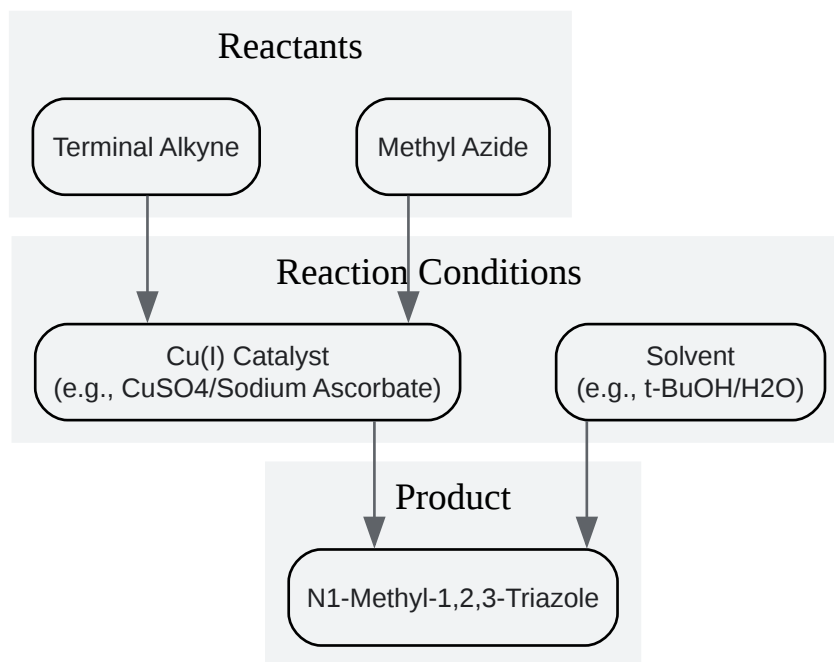 Reactants
Terminal Alkyne
Methyl Azide
Reaction Conditions
Cu(I) Catalyst
(e.g., CuSO4/Sodium Ascorbate)
Solvent
(e.g., t-BuOH/H2O)
Product
N1-Methyl-1,2,3-Triazole